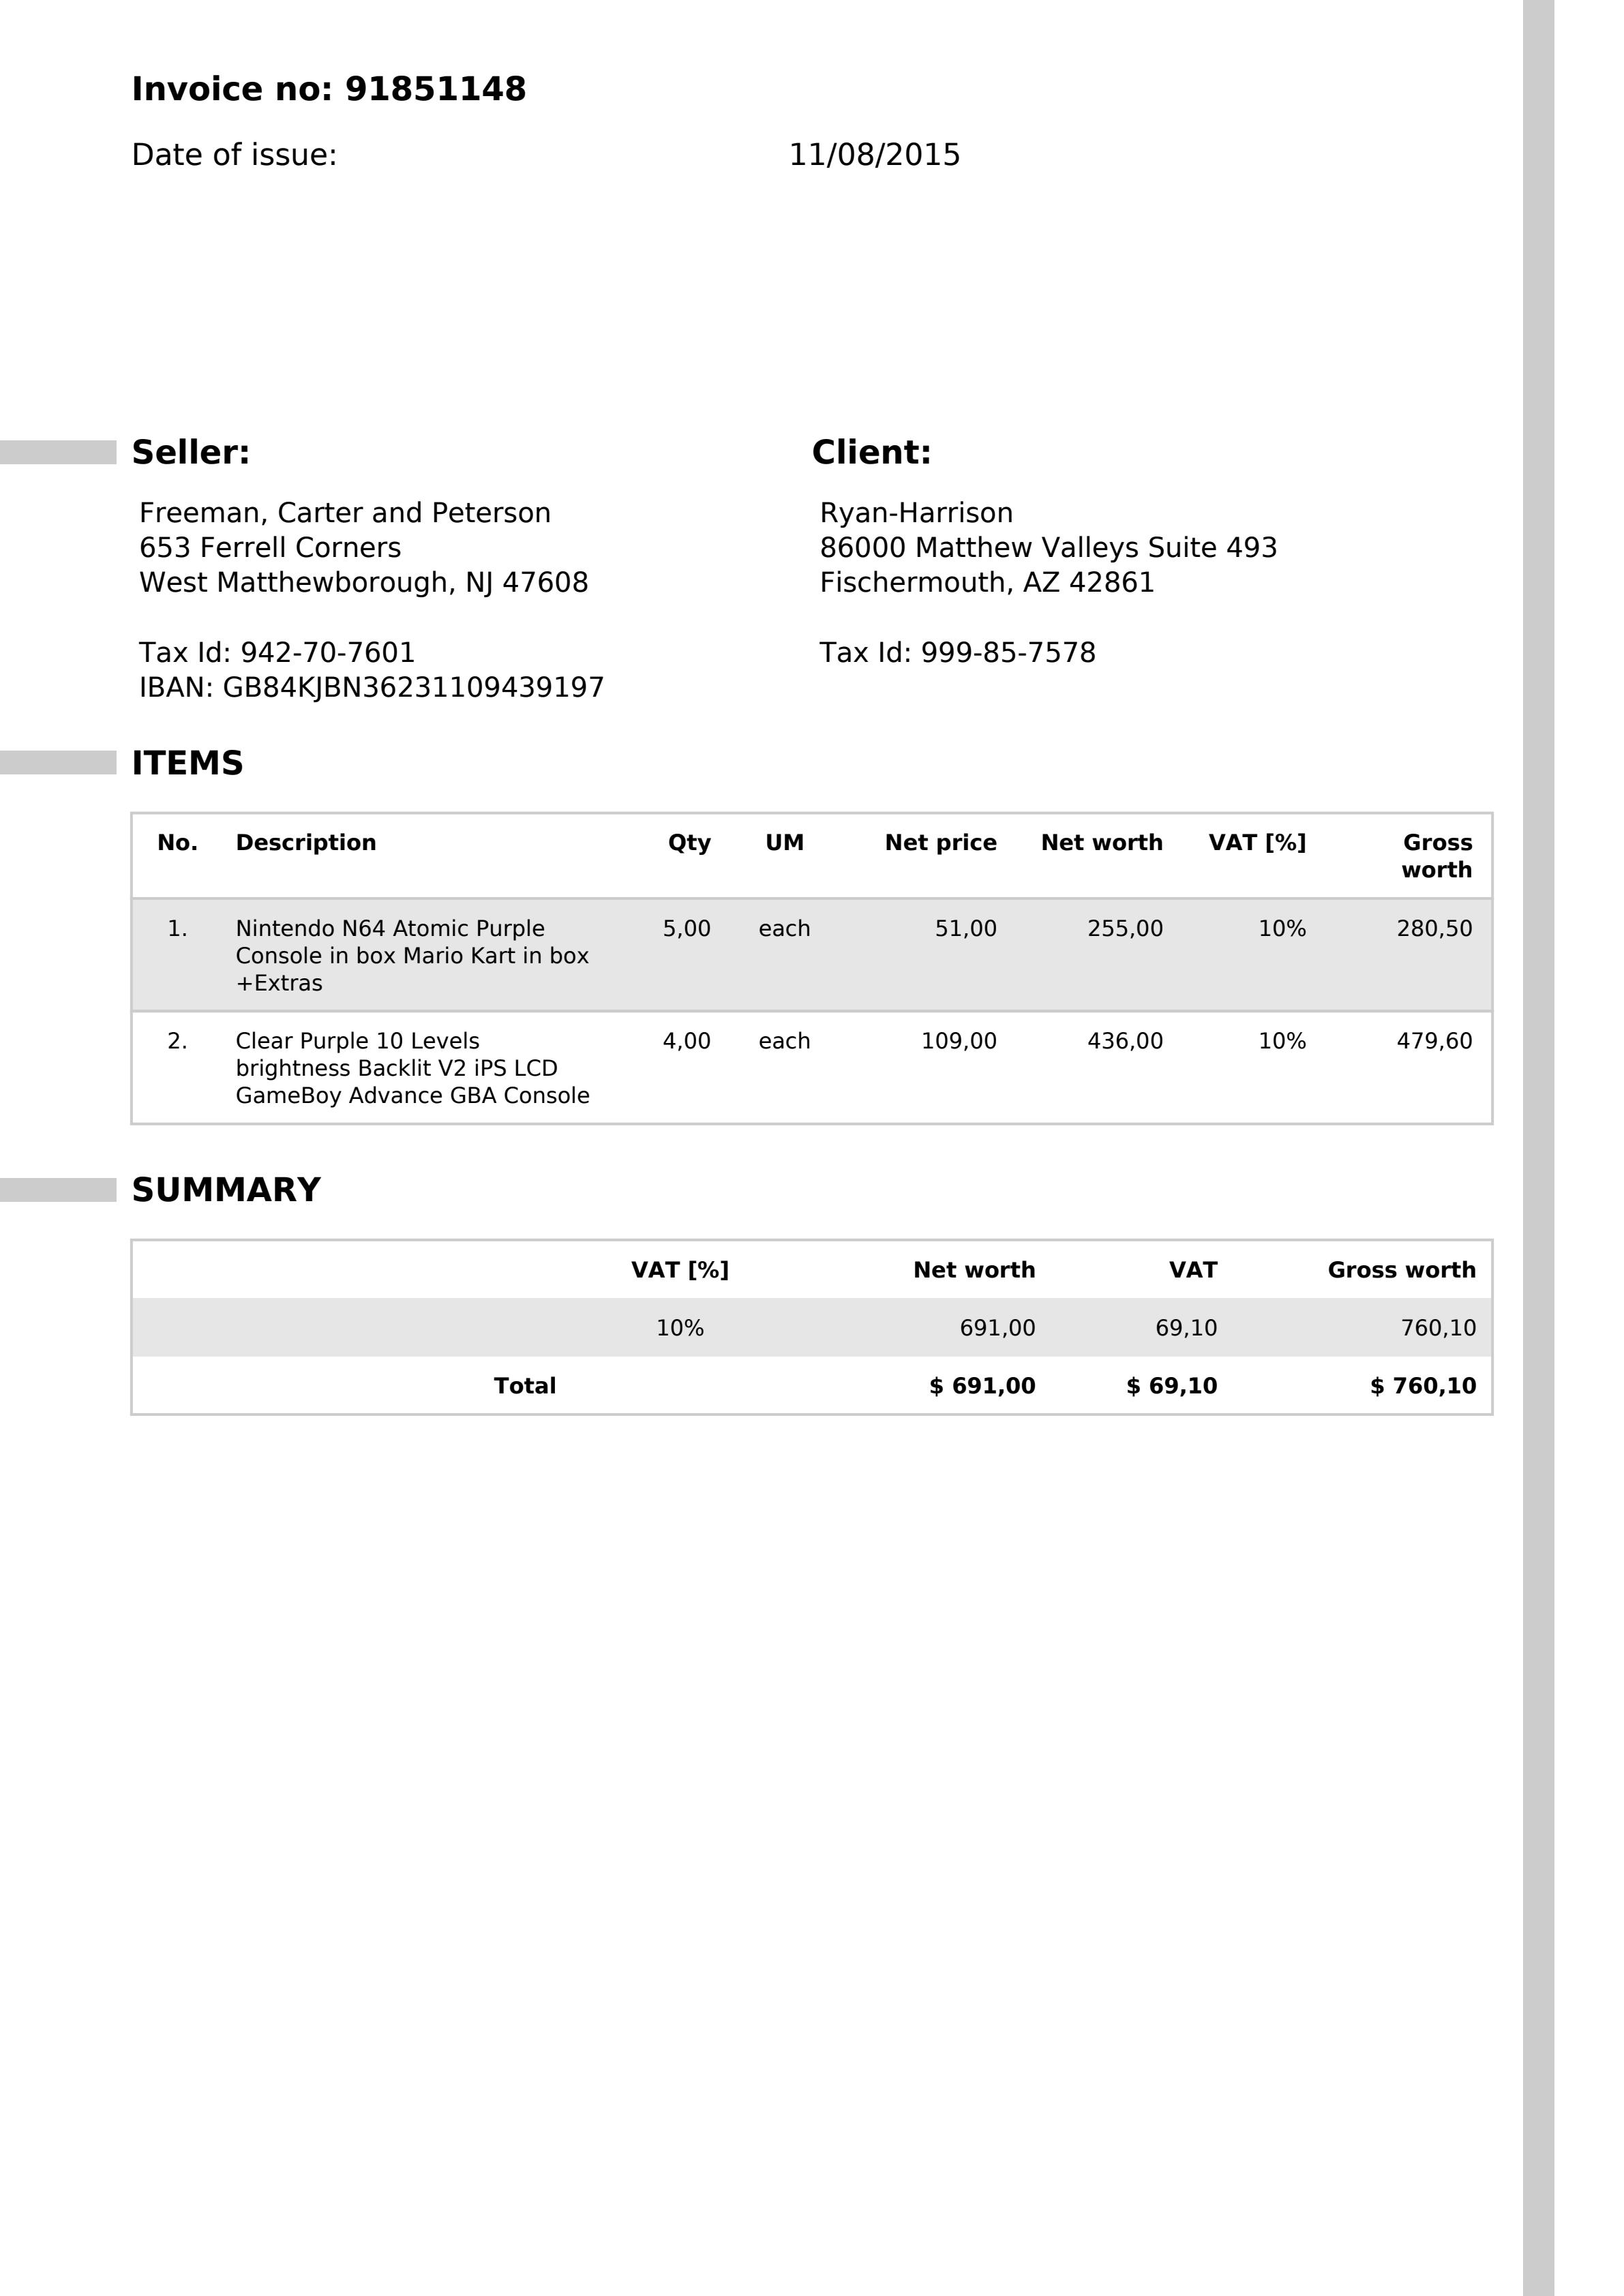 Invoice no: 91851148
Date of issue: 11/08/2015
Seller:
Freeman, Carter and Peterson
653 Ferrell Corners
West Matthewborough, NJ 47608
Tax Id: 942-70-7601
IBAN: GB84KJBN36231109439197
Client:
Ryan-Harrison
86000 Matthew Valleys Suite 493
Fischermouth, AZ 42861
Tax Id: 999-85-7578
ITEMS
No. Description Qty UM Net price Net worth VAT [%] Gross
worth
1. Nintendo N64 Atomic Purple 5,00 each 51,00 255,00 10% 280,50
Console in box Mario Kart in box
+Extras
2. Clear Purple 10 Levels 4,00 each 109,00 436,00 10% 479,60
brightness Backlit V2 iPS LCD
GameBoy Advance GBA Console
SUMMARY
VAT [%] Net worth VAT Gross worth
10% 691,00 69,10 760,10
Total $ 691,00 $ 69,10 $ 760,10